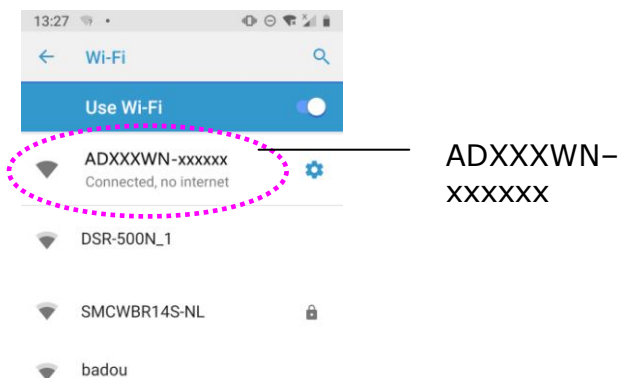 13:27
Wi-Fi
Use Wi-Fi
ADXXXWN-xxxxxx
Connected, no internet
DSR-500N_1
SMCWBR14S-NL
badou
ADXXXWN–
xxxxxx